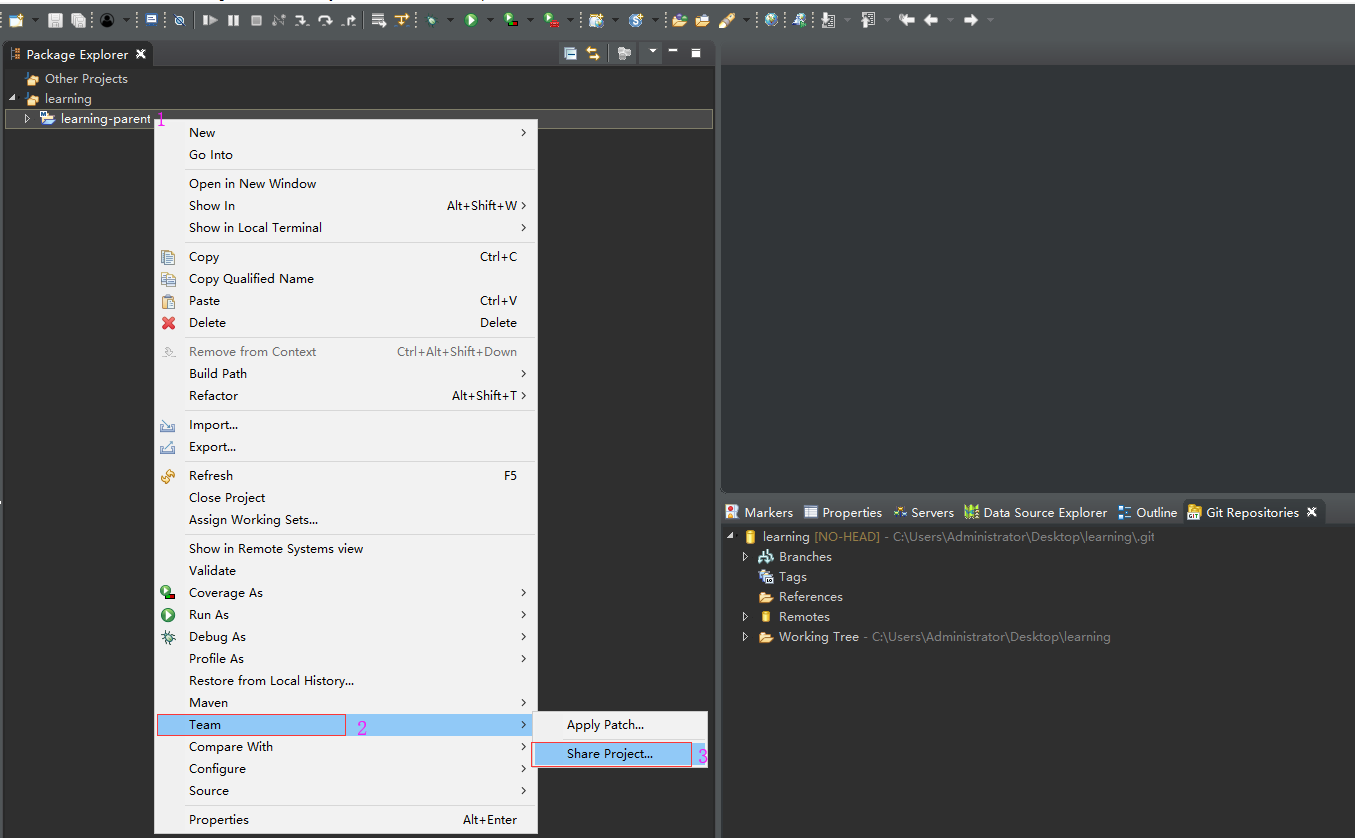 Package Explorer
Other Projects
learning
learning-parent 1
New
Go Into
Open in New Window
Show In Alt+Shift+W
Show in Local Terminal
Copy Ctrl+C
Copy Qualified Name
Paste Ctrl+V
Delete Delete
Remove from Context Ctrl+Alt+Shift+Down
Build Path
Refactor Alt+Shift+T
Import...
Export...
Refresh F5
Close Project
Assign Working Sets...
Show in Remote Systems view
Validate
Coverage As
Run As
Debug As
Profile As
Restore from Local History...
Maven
Team 2
Compare With
Configure
Source
Properties Alt+Enter
Apply Patch...
Share Project... 3
Markers Properties Servers Data Source Explorer Outline Git Repositories
learning [NO-HEAD] - C:\Users\Administrator\Desktop\learning\.git
Branches
Tags
References
Remotes
Working Tree - C:\Users\Administrator\Desktop\learning